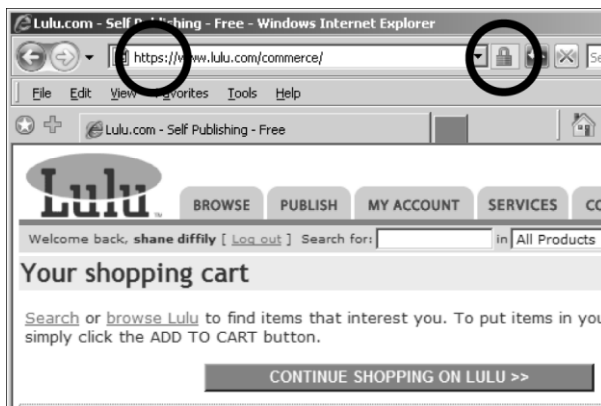 Lulu.com - Self Publishing - Free - Windows Internet Explorer
https://www.lulu.com/commerce/
File Edit View Favorites Tools Help
Lulu.com - Self Publishing - Free
Lulu
BROWSE PUBLISH MY ACCOUNT SERVICES
Welcome back, shane diffily [ Log out ] Search for: in All Products
Your shopping cart
Search or browse Lulu to find items that interest you. To put items in you
simply click the ADD TO CART button.
CONTINUE SHOPPING ON LULU >>